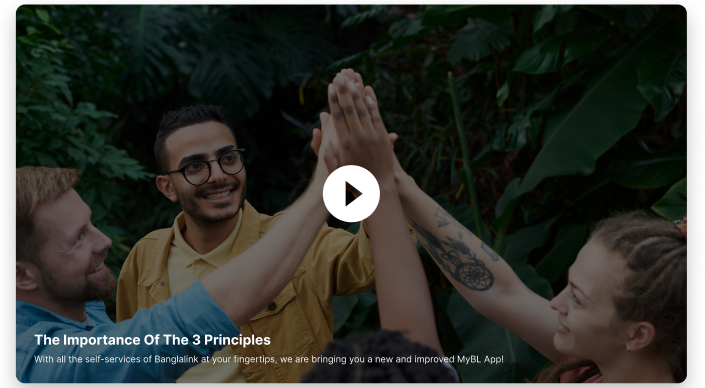 The Importance Of The 3 Principles
With all the self-services of Banglalink at your fingertips, we are bringing you a new and improved MyBL App!